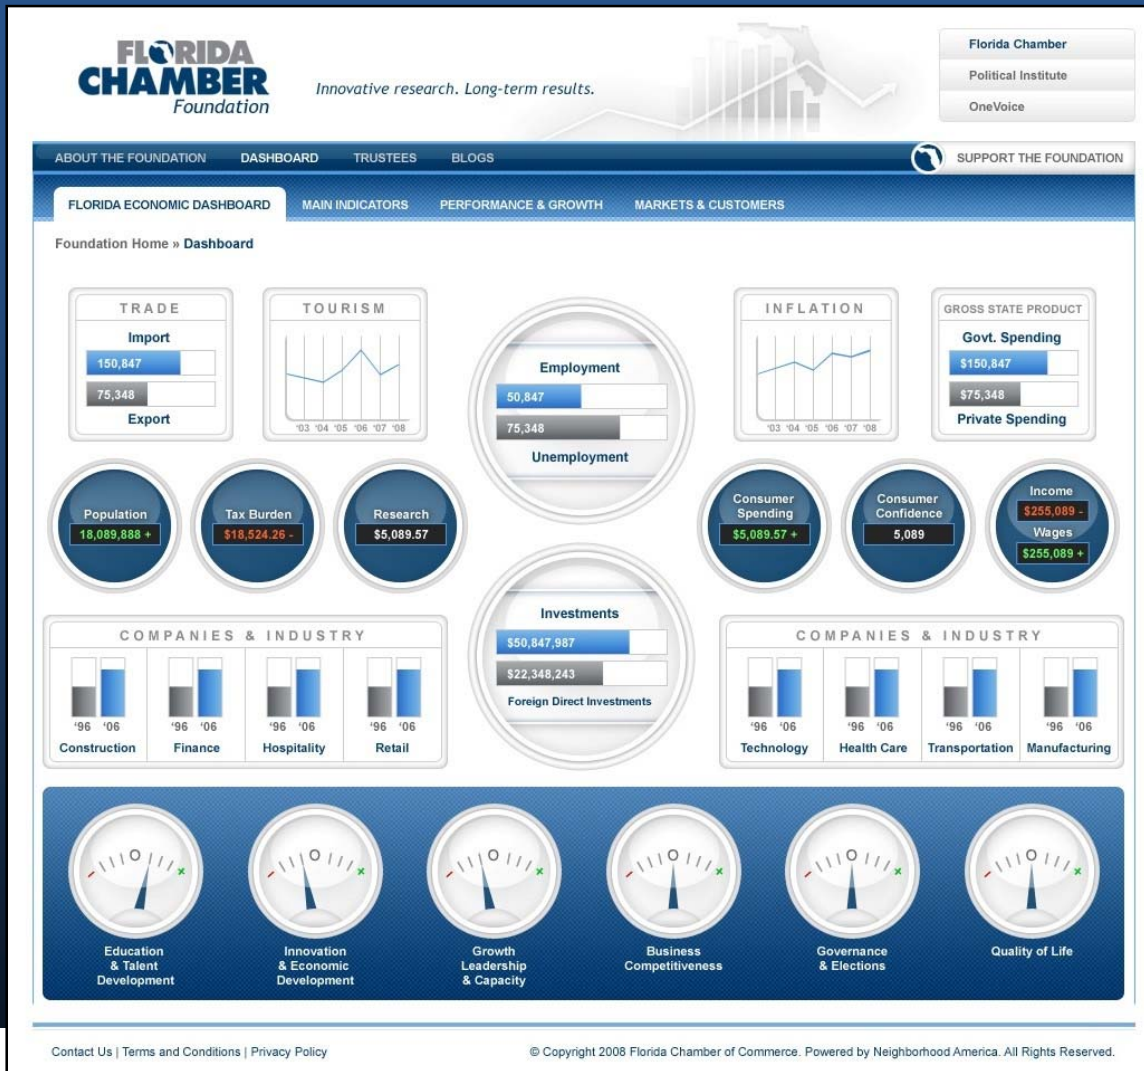 FLORIDA
CHAMBER
Foundation
Innovative research. Long-term results.
Florida Chamber
Political Institute
OneVoice
ABOUT THE FOUNDATION DASHBOARD TRUSTEES BLOGS
SUPPORT THE FOUNDATION
FLORIDA ECONOMIC DASHBOARD MAIN INDICATORS PERFORMANCE & GROWTH MARKETS & CUSTOMERS
Foundation Home » Dashboard
TRADE
Import
150,847
75,348
Export
TOURISM
'03 '04 '05 '06 '07 '08
Employment
50,847
75,348
Unemployment
INFLATION
'03 '04 '05 '06 '07 '08
GROSS STATE PRODUCT
Govt. Spending
$150,847
$75,348
Private Spending
Population
18,089,888 +
Tax Burden
$18,524.26 -
Research
$5,089.57
Consumer
Spending
$5,089.57 +
Consumer
Confidence
5,089
Income
$255,089 -
Wages
$255,089 +
Investments
$50,847,987
$22,348,243
Foreign Direct Investments
COMPANIES & INDUSTRY
'96 '06
Construction
'96 '06
Finance
'96 '06
Hospitality
'96 '06
Retail
COMPANIES & INDUSTRY
'96 '06
Technology
'96 '06
Health Care
'96 '06
Transportation
'96 '06
Manufacturing
- O +
Education
& Talent
Development
- O +
Innovation
& Economic
Development
- O +
Growth
Leadership
& Capacity
- O +
Business
Competitiveness
- O +
Governance
& Elections
- O +
Quality of Life
Contact Us | Terms and Conditions | Privacy Policy
© Copyright 2008 Florida Chamber of Commerce. Powered by Neighborhood America. All Rights Reserved.